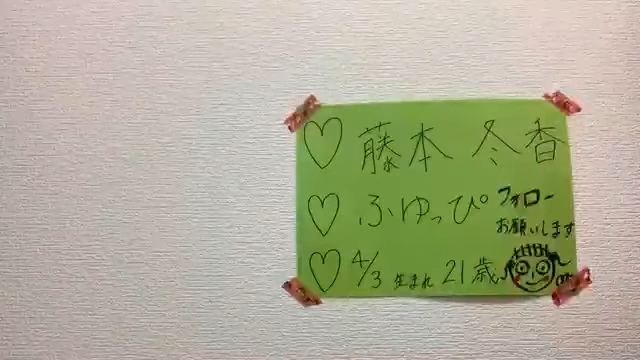 ♡ 藤本 冬香
♡ ふゆっぴ フォロー
お願いします
♡ 4/3 生まれ 21歳